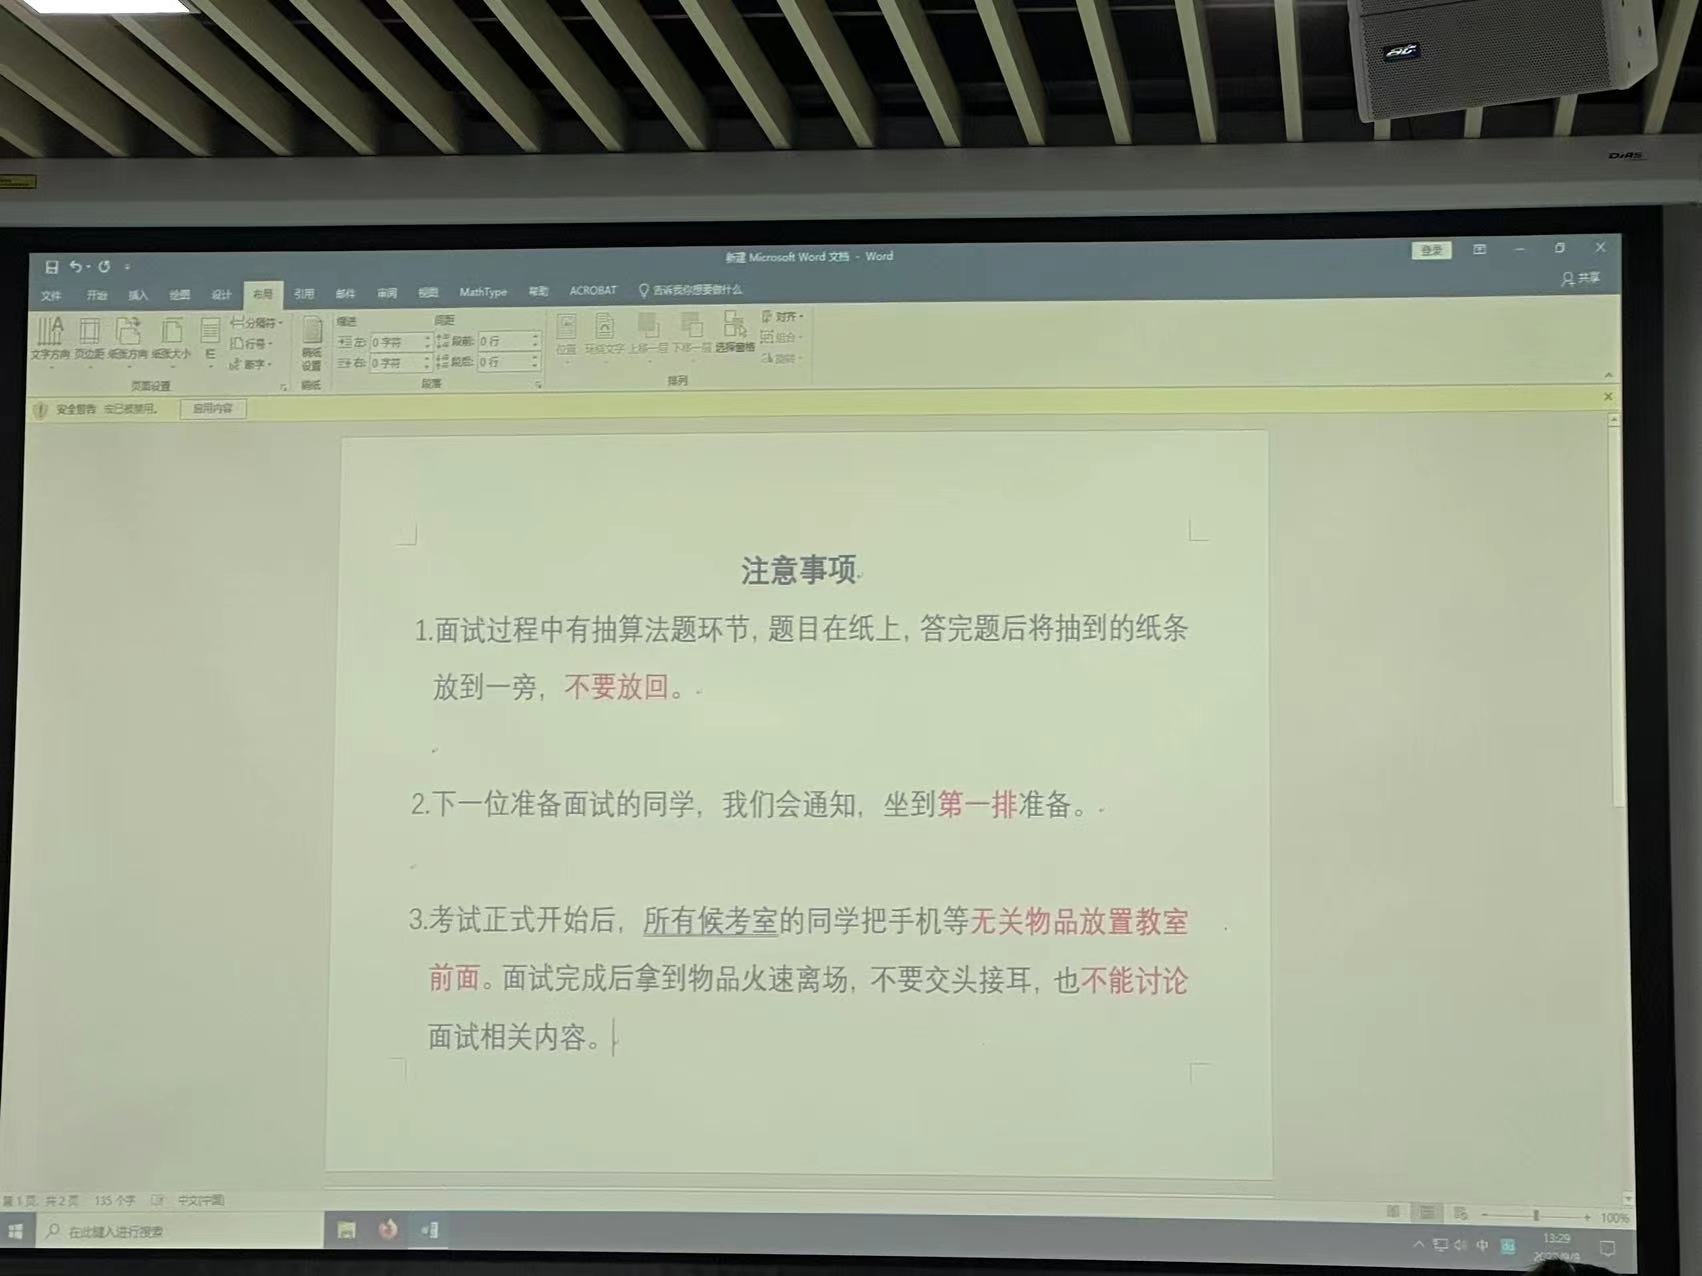 DIAS
新建 Microsoft Word 文档 - Word
登录
文件 开始 插入 绘图 设计 布局 引用 邮件 审阅 视图 MathType 帮助 ACROBAT 告诉我你想要做什么
共享
文字方向 页边距 纸张方向 纸张大小
分隔符
行号
断字
稿纸设置
缩进
间距
左: 0 字符 段前: 0 行
右: 0 字符 段后: 0 行
位置 环绕文字 上移一层 下移一层 选择窗格
对齐
组合
旋转
页面设置 稿纸 段落 排列
安全警告 宏已被禁用。 启用内容
注意事项
1.面试过程中有抽算法题环节, 题目在纸上, 答完题后将抽到的纸条
放到一旁, 不要放回。
2.下一位准备面试的同学, 我们会通知, 坐到第一排准备。
3.考试正式开始后, 所有候考室的同学把手机等无关物品放置教室
前面。面试完成后拿到物品火速离场, 不要交头接耳, 也不能讨论
面试相关内容。
第1页, 共2页 135 个字 中文(中国)
100%
在此键入进行搜索
中
13:29